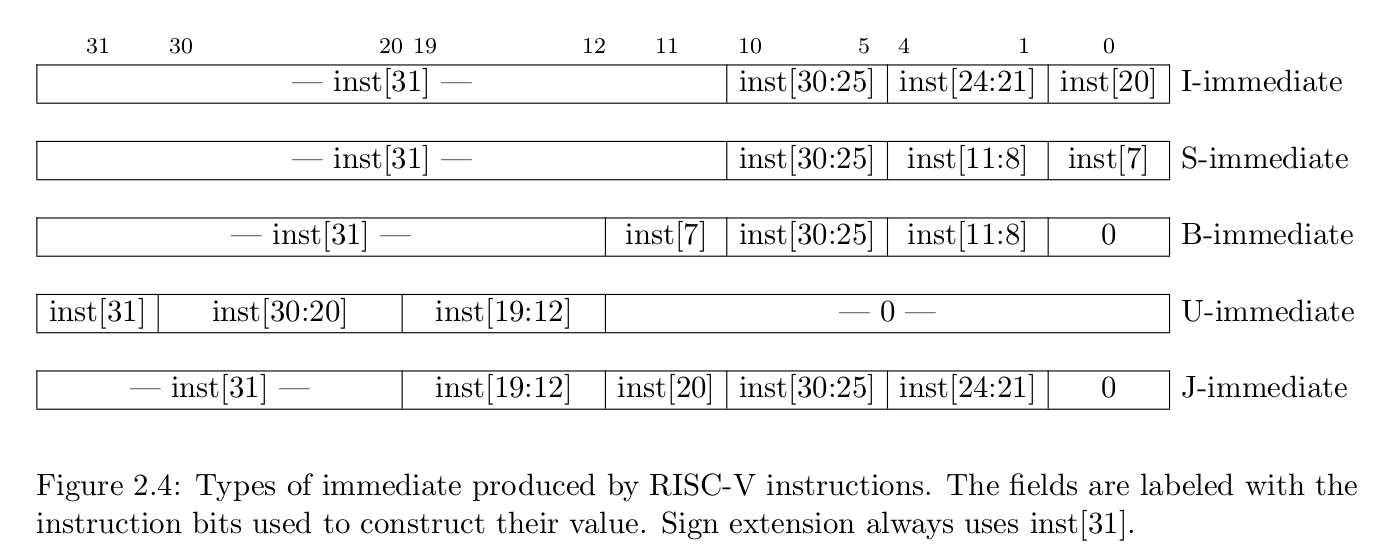 31 30 20 19 12 11 10 5 4 1 0
— inst[31] — inst[30:25] inst[24:21] inst[20] I-immediate
— inst[31] — inst[30:25] inst[11:8] inst[7] S-immediate
— inst[31] — inst[7] inst[30:25] inst[11:8] 0 B-immediate
inst[31] inst[30:20] inst[19:12] — 0 — U-immediate
— inst[31] — inst[19:12] inst[20] inst[30:25] inst[24:21] 0 J-immediate
Figure 2.4: Types of immediate produced by RISC-V instructions. The fields are labeled with the
instruction bits used to construct their value. Sign extension always uses inst[31].